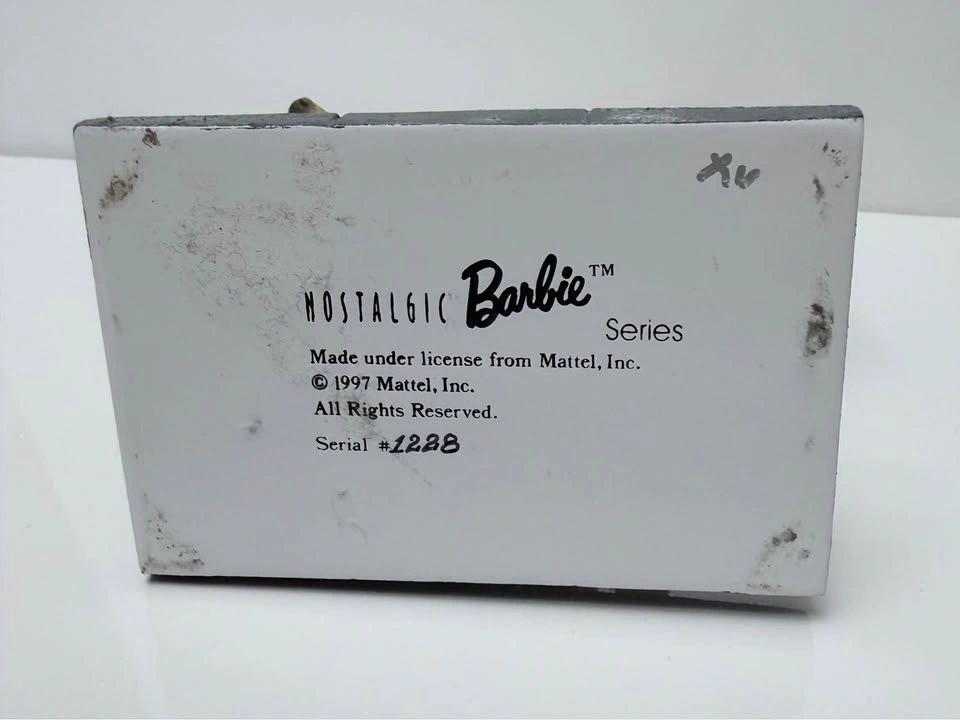 NOSTALGIC Barbie™ Series
Made under license from Mattel, Inc.
© 1997 Mattel, Inc.
All Rights Reserved.
Serial #1228